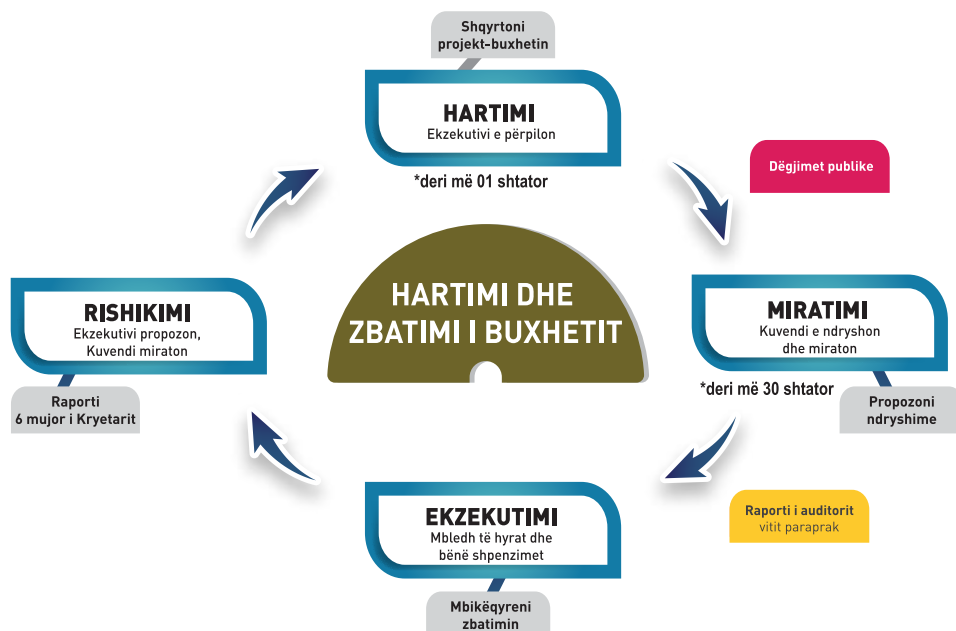 Shqyrtoni
projekt-buxhetin
HARTIMI
Ekzekutivi e përpilon
*deri më 01 shtator
Dëgjimet publike
HARTIMI DHE
ZBATIMI I BUXHETIT
RISHIKIMI
Ekzekutivi propozon,
Kuvendi miraton
Raporti
6 mujor i Kryetarit
MIRATIMI
Kuvendi e ndryshon
dhe miraton
*deri më 30 shtator
Propozoni
ndryshime
EKZEKUTIMI
Mbledh të hyrat dhe
bënë shpenzimet
Raporti i auditorit
vitit paraprak
Mbikëqyreni
zbatimin